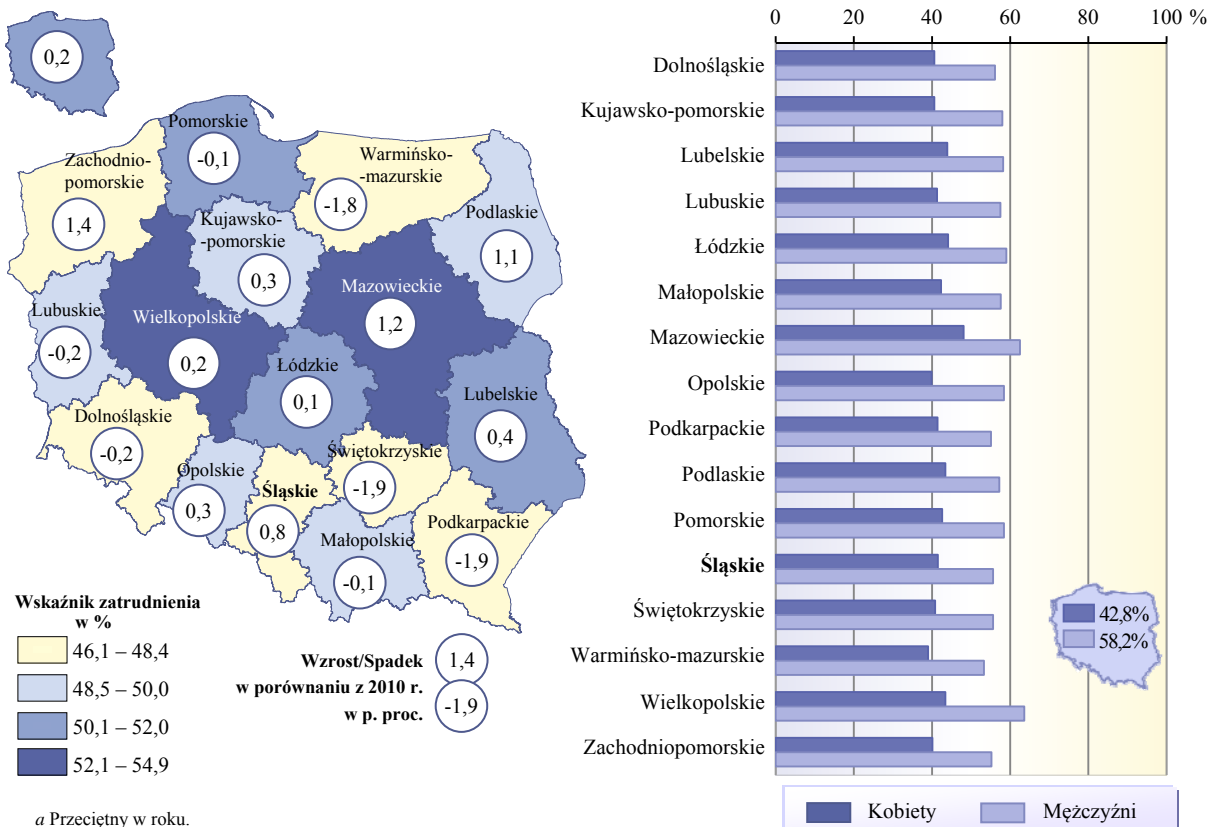 0,2
Pomorskie
-0,1
Zachodnio-
pomorskie
1,4
Warmińsko-
-mazurskie
-1,8
Podlaskie
1,1
Kujawsko-
-pomorskie
0,3
Mazowieckie
1,2
Lubuskie
-0,2
Wielkopolskie
0,2
Łódzkie
0,1
Lubelskie
0,4
Dolnośląskie
-0,2
Opolskie
0,3
Śląskie
0,8
Świętokrzyskie
-1,9
Małopolskie
-0,1
Podkarpackie
-1,9
Wskaźnik zatrudnienia
w %
46,1 – 48,4
48,5 – 50,0
50,1 – 52,0
52,1 – 54,9
Wzrost/Spadek
w porównaniu z 2010 r.
w p. proc.
1,4
-1,9
a Przeciętny w roku.
0 20 40 60 80 100 %
Dolnośląskie
Kujawsko-pomorskie
Lubelskie
Lubuskie
Łódzkie
Małopolskie
Mazowieckie
Opolskie
Podkarpackie
Podlaskie
Pomorskie
Śląskie
Świętokrzyskie
Warmińsko-mazurskie
Wielkopolskie
Zachodniopomorskie
42,8%
58,2%
Kobiety Mężczyźni